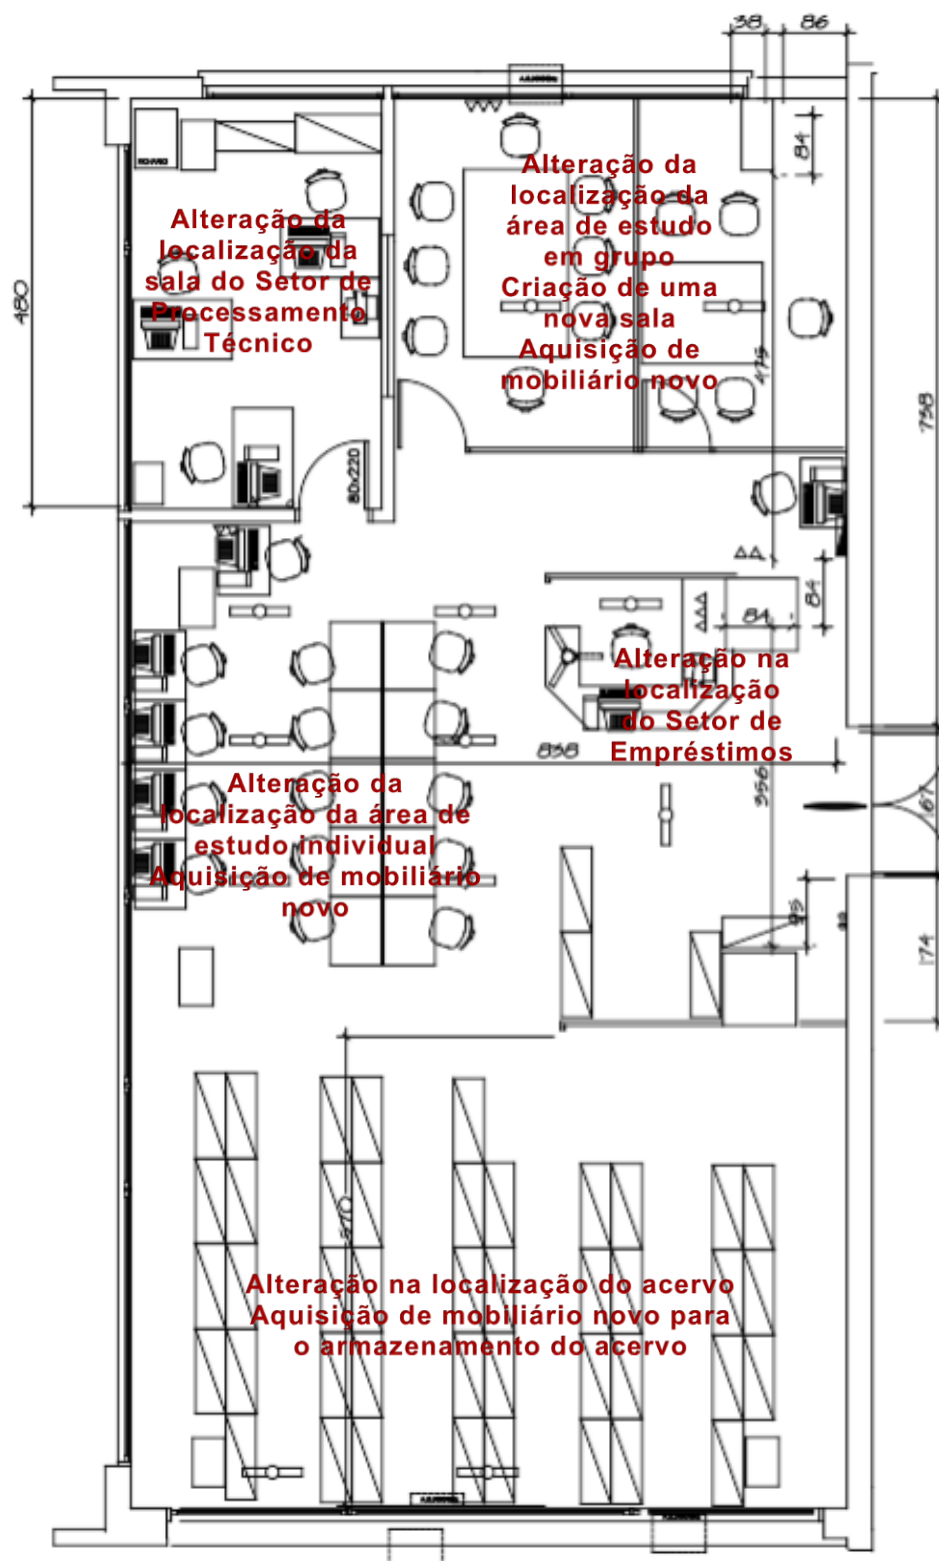 38
86
84
Alteração da
localização da
área de estudo
em grupo
Criação de uma
nova sala
Aquisição de
mobiliário novo
Alteração da
localização da
sala do Setor de
Processamento
Técnico
480
475
738
80x220
84
84
Alteração na
localização
do Setor de
Empréstimos
838
356
167
Alteração da
localização da área de
estudo individual
Aquisição de mobiliário
novo
95
174
570
Alteração na localização do acervo
Aquisição de mobiliário novo para
o armazenamento do acervo